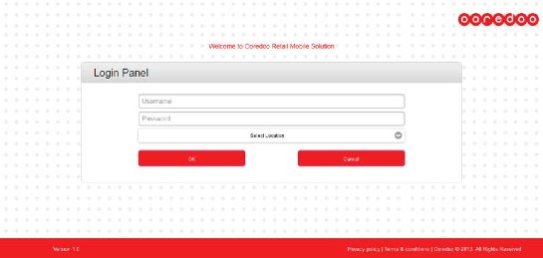 ooredoo
Welcome to Ooredoo Retail Mobile Solution
Login Panel
Username
Password
Select Location
OK
Cancel
Version 1.0
Privacy policy | Terms & conditions | Ooredoo © 2013. All Rights Reserved